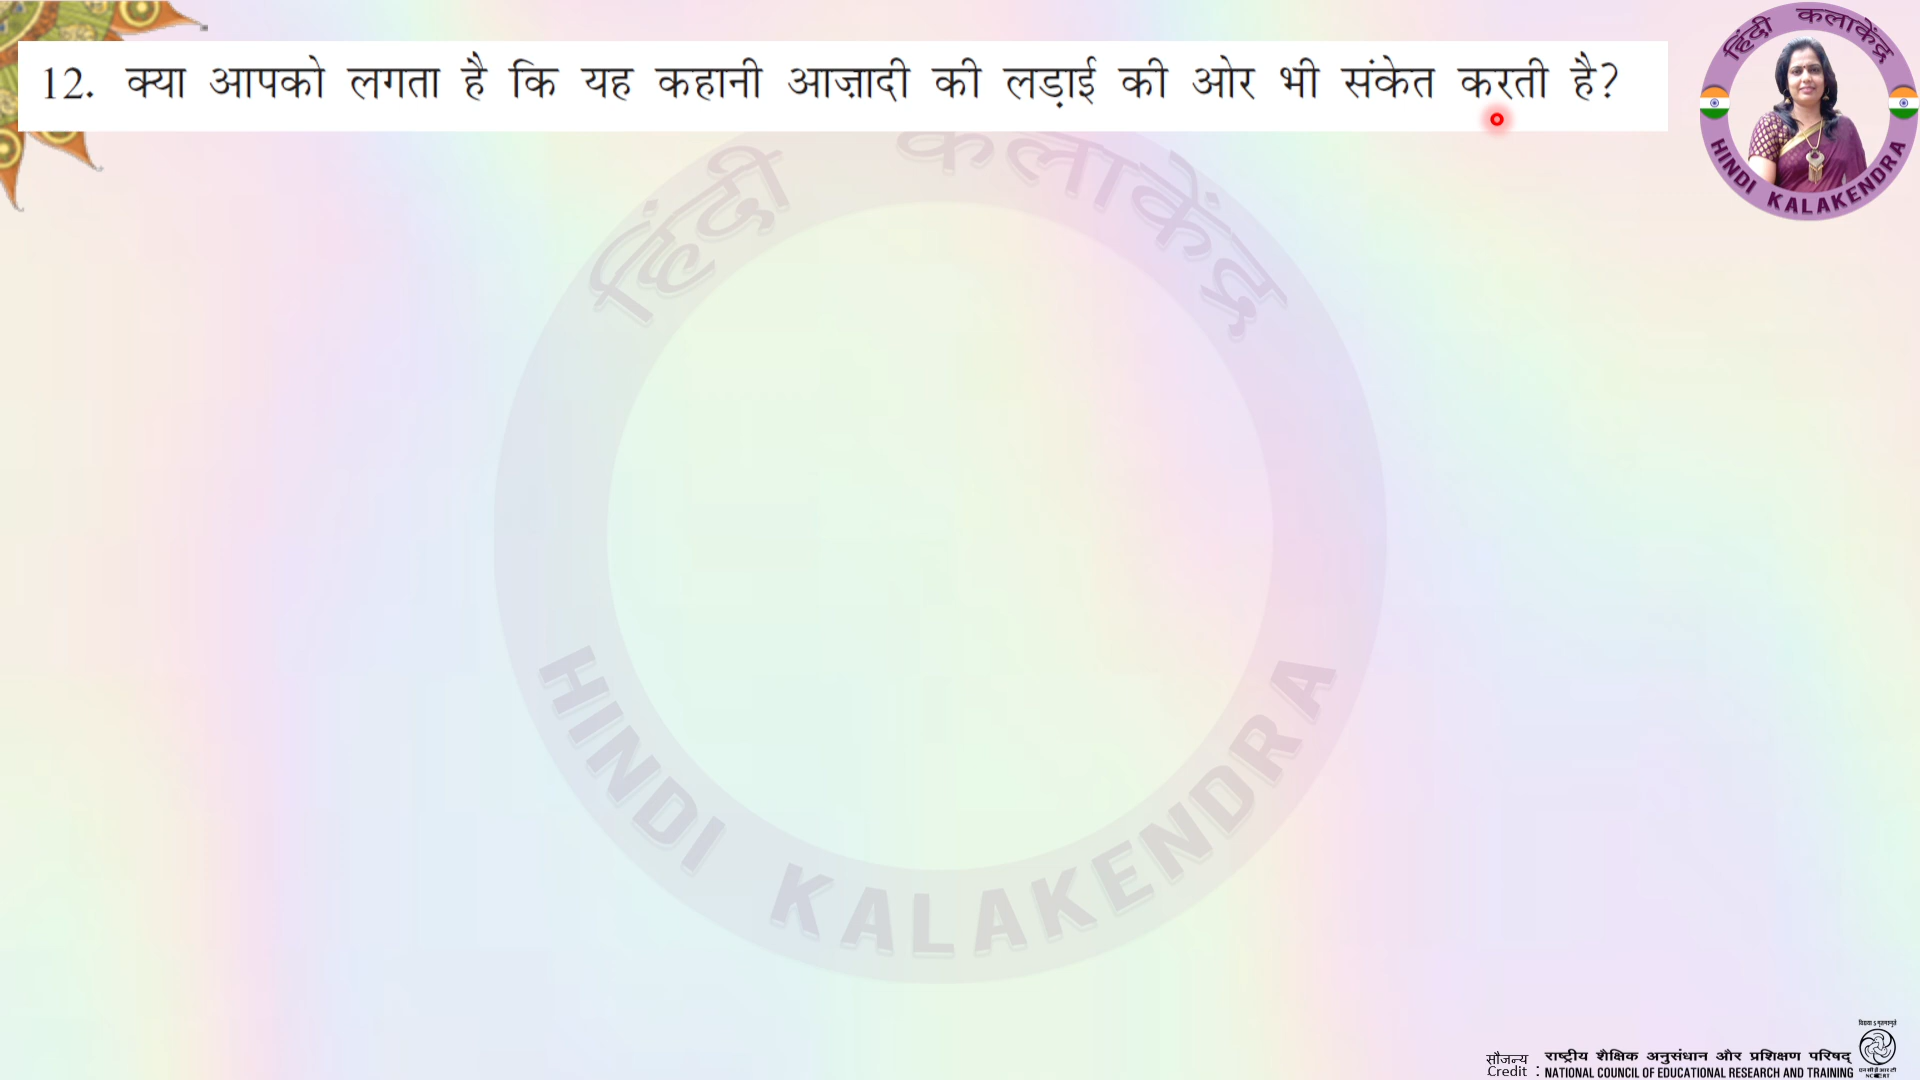 हिंदी कलाकेंद्र
12. क्या आपको लगता है कि यह कहानी आज़ादी की लड़ाई की ओर भी संकेत करती है?
HINDI KALAKENDRA
हिंदी कलाकेंद्र
HINDI KALAKENDRA
सौजन्य राष्ट्रीय शैक्षिक अनुसंधान और प्रशिक्षण परिषद्
Credit : NATIONAL COUNCIL OF EDUCATIONAL RESEARCH AND TRAINING